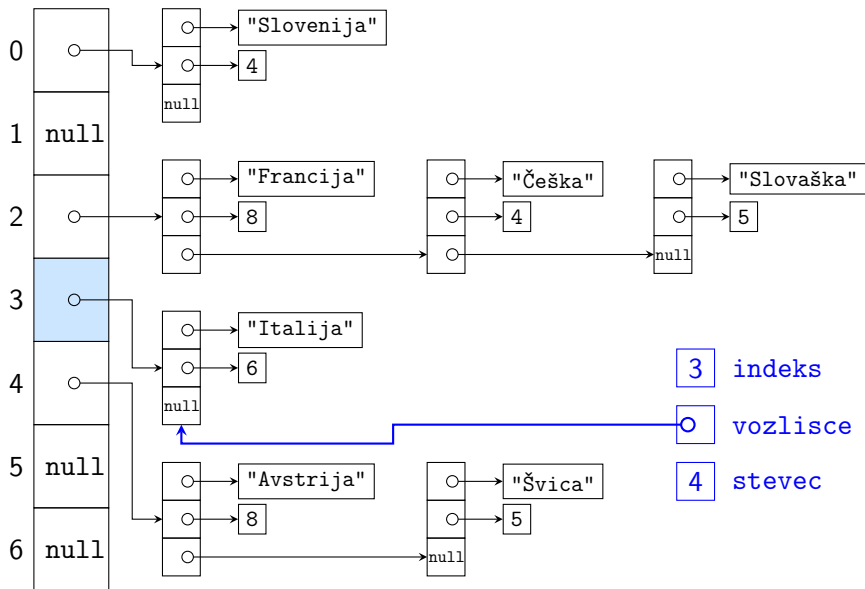 "Slovenija"
0
4
null
1 null
"Francija" "Češka" "Slovaška"
2 8 4 5
null
3
"Italija"
6
3 indeks
4
null
vozlisce
5 null
"Avstrija" "Švica"
4 stevec
8 5
6 null
null